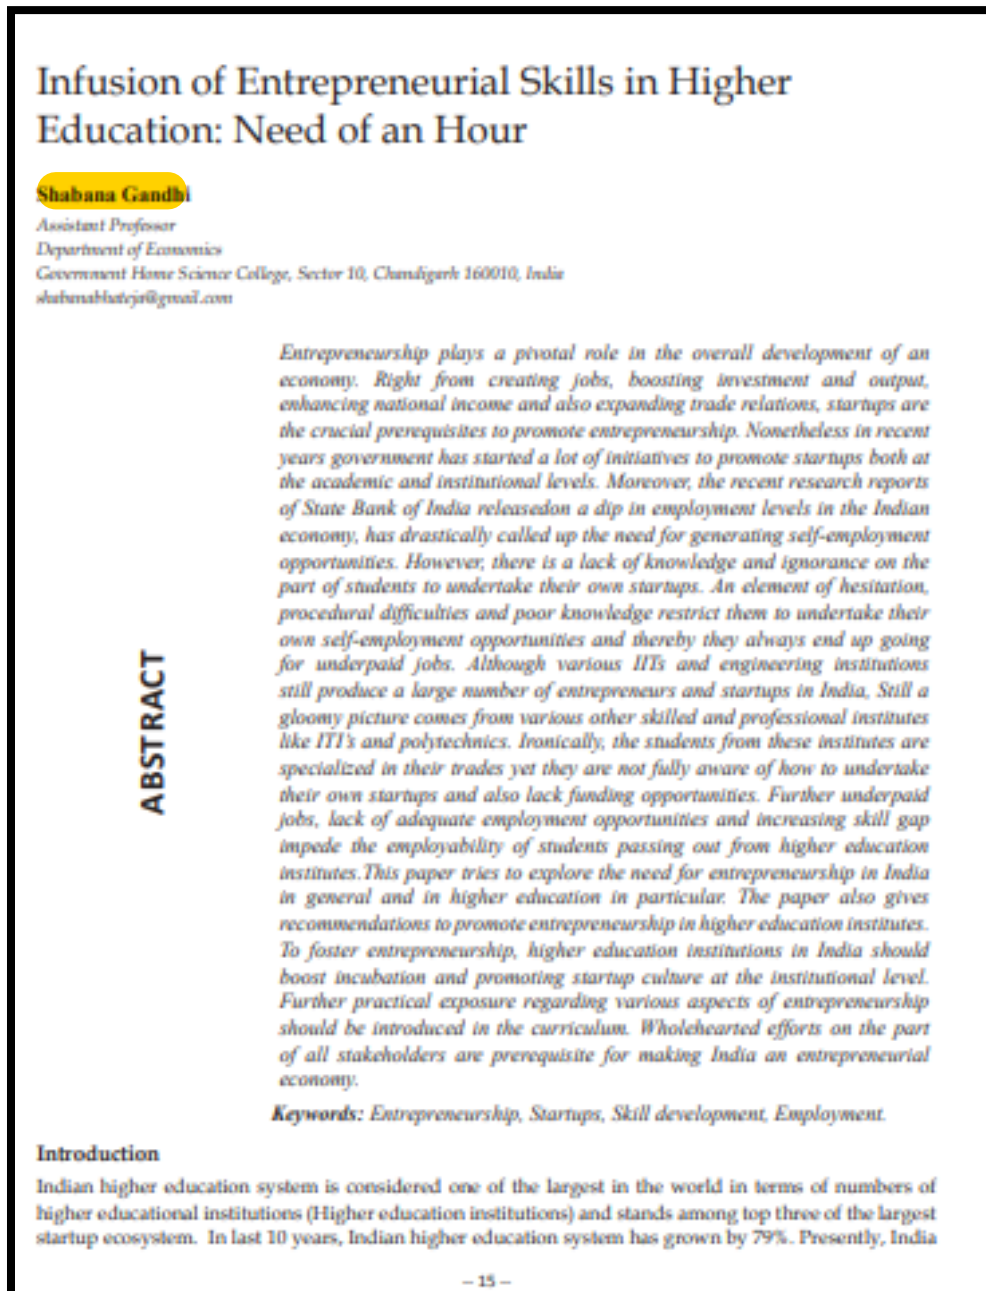 Infusion of Entrepreneurial Skills in Higher
Education: Need of an Hour
Shabana Gandhi
Assistant Professor
Department of Economics
Government Home Science College, Sector 10, Chandigarh 160010, India
shabanabhateja@gmail.com
ABSTRACT
Entrepreneurship plays a pivotal role in the overall development of an
economy. Right from creating jobs, boosting investment and output,
enhancing national income and also expanding trade relations, startups are
the crucial prerequisites to promote entrepreneurship. Nonetheless in recent
years government has started a lot of initiatives to promote startups both at
the academic and institutional levels. Moreover, the recent research reports
of State Bank of India releasedon a dip in employment levels in the Indian
economy, has drastically called up the need for generating self-employment
opportunities. However, there is a lack of knowledge and ignorance on the
part of students to undertake their own startups. An element of hesitation,
procedural difficulties and poor knowledge restrict them to undertake their
own self-employment opportunities and thereby they always end up going
for underpaid jobs. Although various IITs and engineering institutions
still produce a large number of entrepreneurs and startups in India, Still a
gloomy picture comes from various other skilled and professional institutes
like ITI's and polytechnics. Ironically, the students from these institutes are
specialized in their trades yet they are not fully aware of how to undertake
their own startups and also lack funding opportunities. Further underpaid
jobs, lack of adequate employment opportunities and increasing skill gap
impede the employability of students passing out from higher education
institutes.This paper tries to explore the need for entrepreneurship in India
in general and in higher education in particular. The paper also gives
recommendations to promote entrepreneurship in higher education institutes.
To foster entrepreneurship, higher education institutions in India should
boost incubation and promoting startup culture at the institutional level.
Further practical exposure regarding various aspects of entrepreneurship
should be introduced in the curriculum. Wholehearted efforts on the part
of all stakeholders are prerequisite for making India an entrepreneurial
economy.
Keywords: Entrepreneurship, Startups, Skill development, Employment.
Introduction
Indian higher education system is considered one of the largest in the world in terms of numbers of
higher educational institutions (Higher education institutions) and stands among top three of the largest
startup ecosystem. In last 10 years, Indian higher education system has grown by 79%. Presently, India
– 15 –